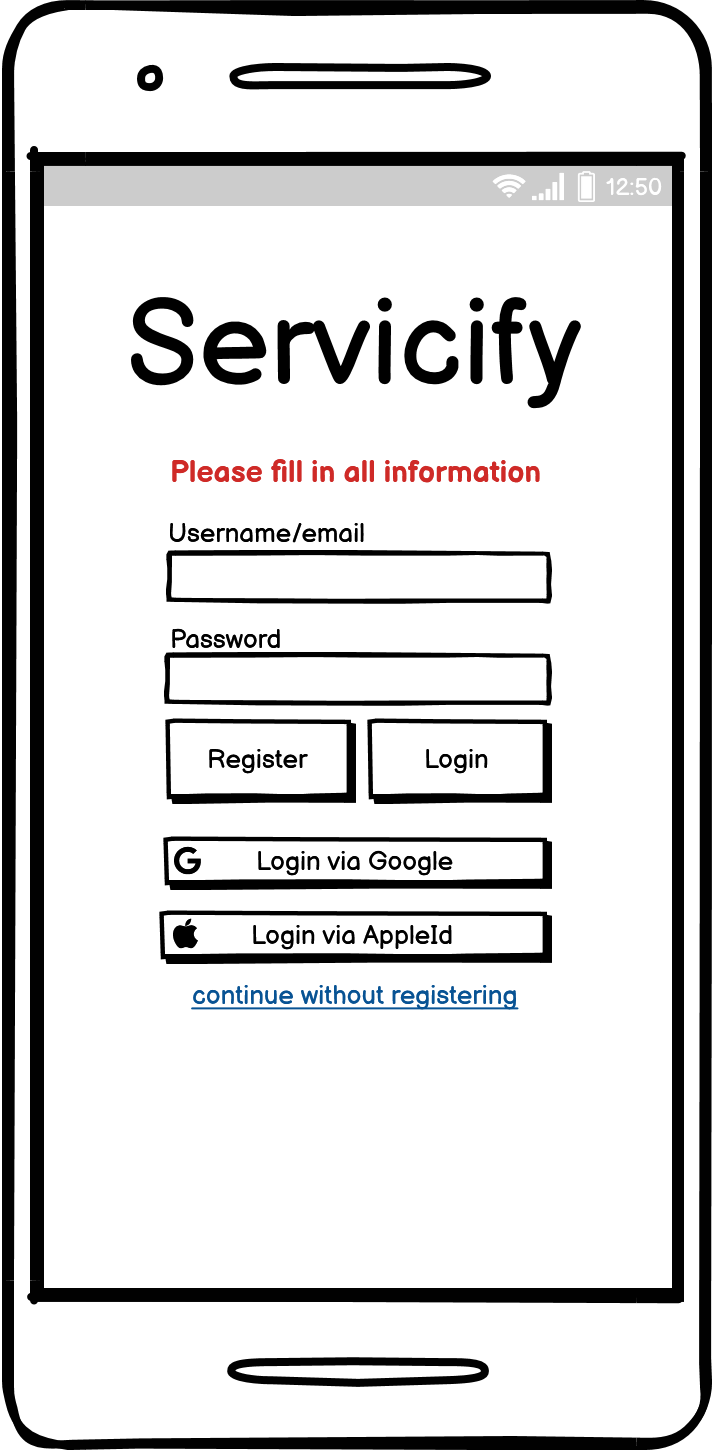 12:50
Servicify
Please fill in all information
Username/email
Password
Register Login
Login via Google
Login via AppleId
continue without registering